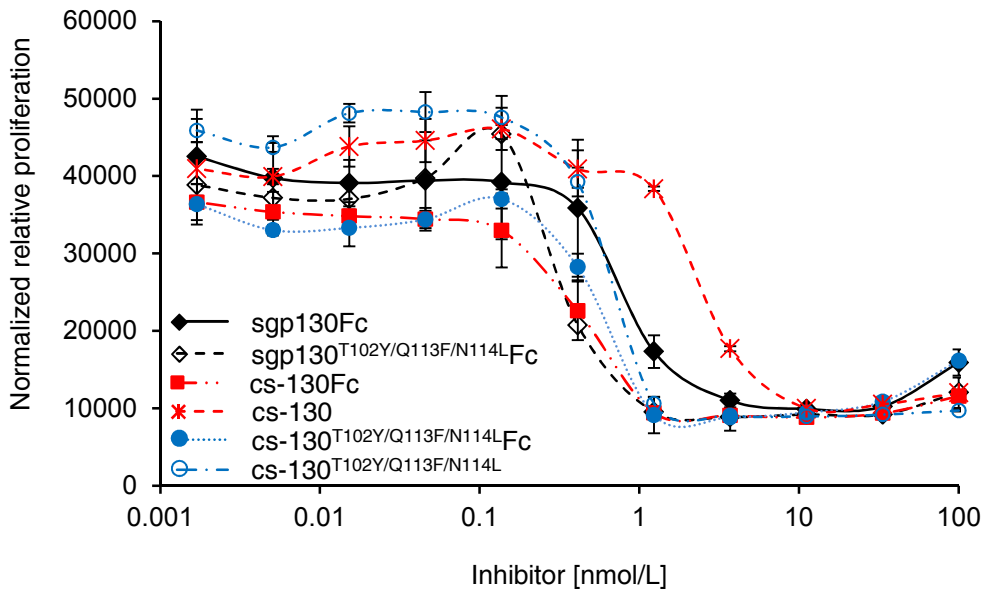 Normalized relative proliferation
60000
50000
40000
30000
20000
10000
0
sgp130Fc
sgp130T102Y/Q113F/N114LFc
cs-130Fc
cs-130
cs-130T102Y/Q113F/N114LFc
cs-130T102Y/Q113F/N114L
0.001 0.01 0.1 1 10 100
Inhibitor [nmol/L]